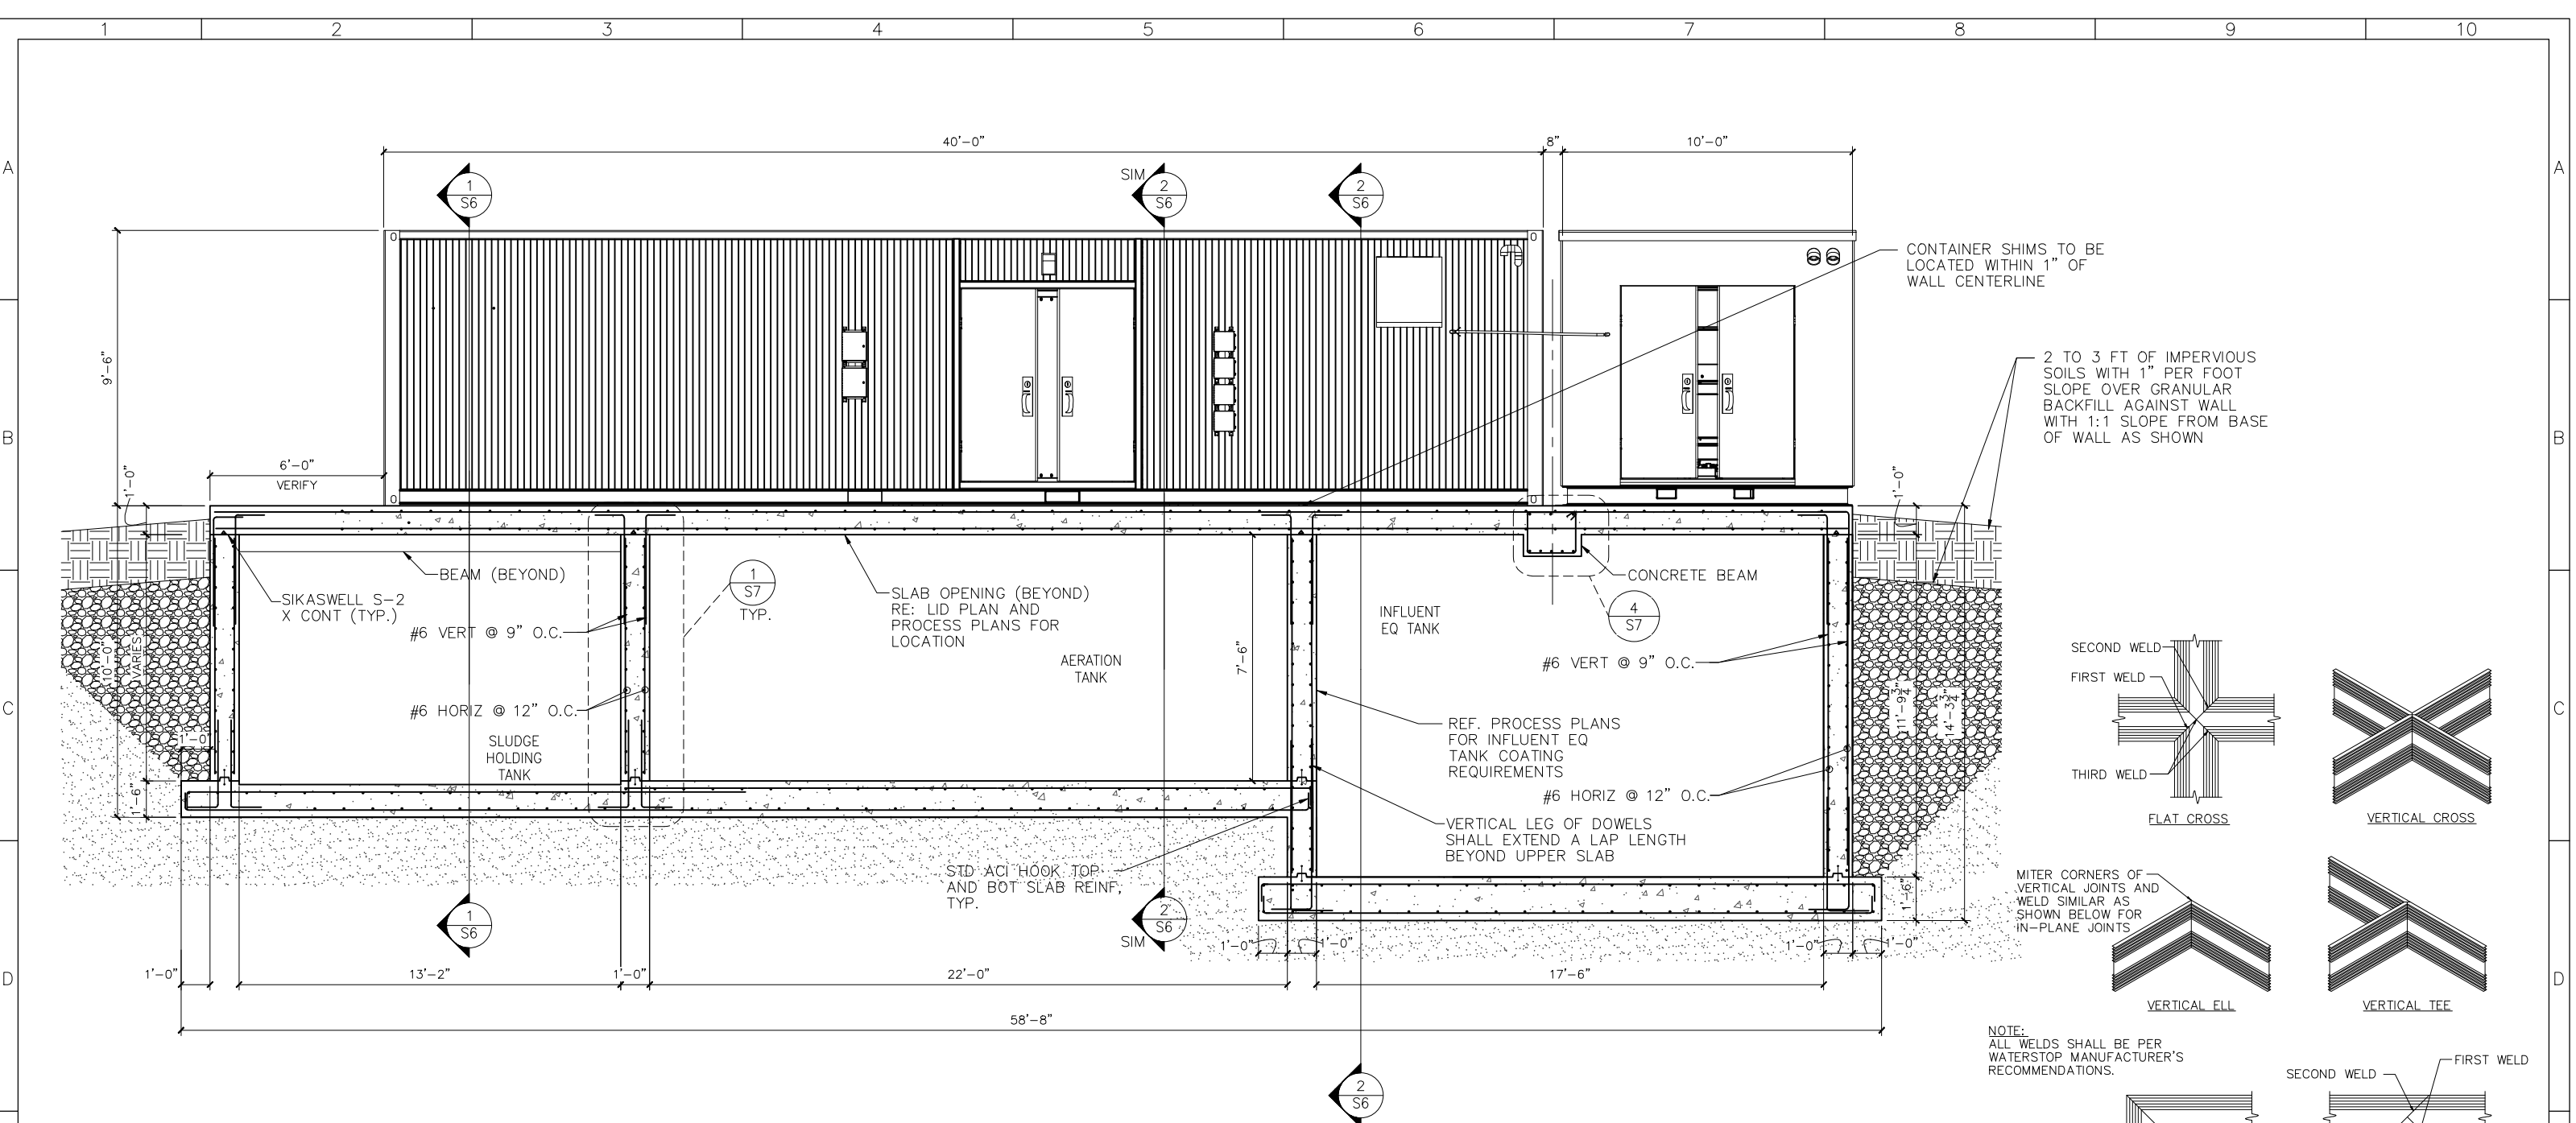 1 2 3 4 5 6 7 8 9 10
A
A
40'-0"
8"
10'-0"
1
S6
SIM
2
S6
2
S6
CONTAINER SHIMS TO BE
LOCATED WITHIN 1" OF
WALL CENTERLINE
9'-6"
2 TO 3 FT OF IMPERVIOUS
SOILS WITH 1" PER FOOT
SLOPE OVER GRANULAR
BACKFILL AGAINST WALL
WITH 1:1 SLOPE FROM BASE
OF WALL AS SHOWN
B
B
6'-0"
VERIFY
1'-0"
1'-0"
BEAM (BEYOND)
SIKASWELL S-2
X CONT (TYP.)
#6 VERT @ 9" O.C.
1
S7
TYP.
SLAB OPENING (BEYOND)
RE: LID PLAN AND
PROCESS PLANS FOR
LOCATION
CONCRETE BEAM
4
S7
INFLUENT
EQ TANK
#6 VERT @ 9" O.C.
AERATION
TANK
7'-6"
10'-0"
VARIES
#6 HORIZ @ 12" O.C.
SLUDGE
HOLDING
TANK
1'-0"
1'-6"
REF. PROCESS PLANS
FOR INFLUENT EQ
TANK COATING
REQUIREMENTS
#6 HORIZ @ 12" O.C.
VERTICAL LEG OF DOWELS
SHALL EXTEND A LAP LENGTH
BEYOND UPPER SLAB
STD ACI HOOK TOP
AND BOT SLAB REINF,
TYP.
11'-9¾"
14'-3¾"
1'-6"
C
C
SECOND WELD
FIRST WELD
THIRD WELD
FLAT CROSS
VERTICAL CROSS
MITER CORNERS OF
VERTICAL JOINTS AND
WELD SIMILAR AS
SHOWN BELOW FOR
IN-PLANE JOINTS
VERTICAL ELL
VERTICAL TEE
1
S6
2
S6
SIM
1'-0"
1'-0"
1'-0"
1'-0"
D
D
1'-0"
13'-2"
1'-0"
22'-0"
17'-6"
58'-8"
NOTE:
ALL WELDS SHALL BE PER
WATERSTOP MANUFACTURER'S
RECOMMENDATIONS.
FIRST WELD
SECOND WELD
2
S6